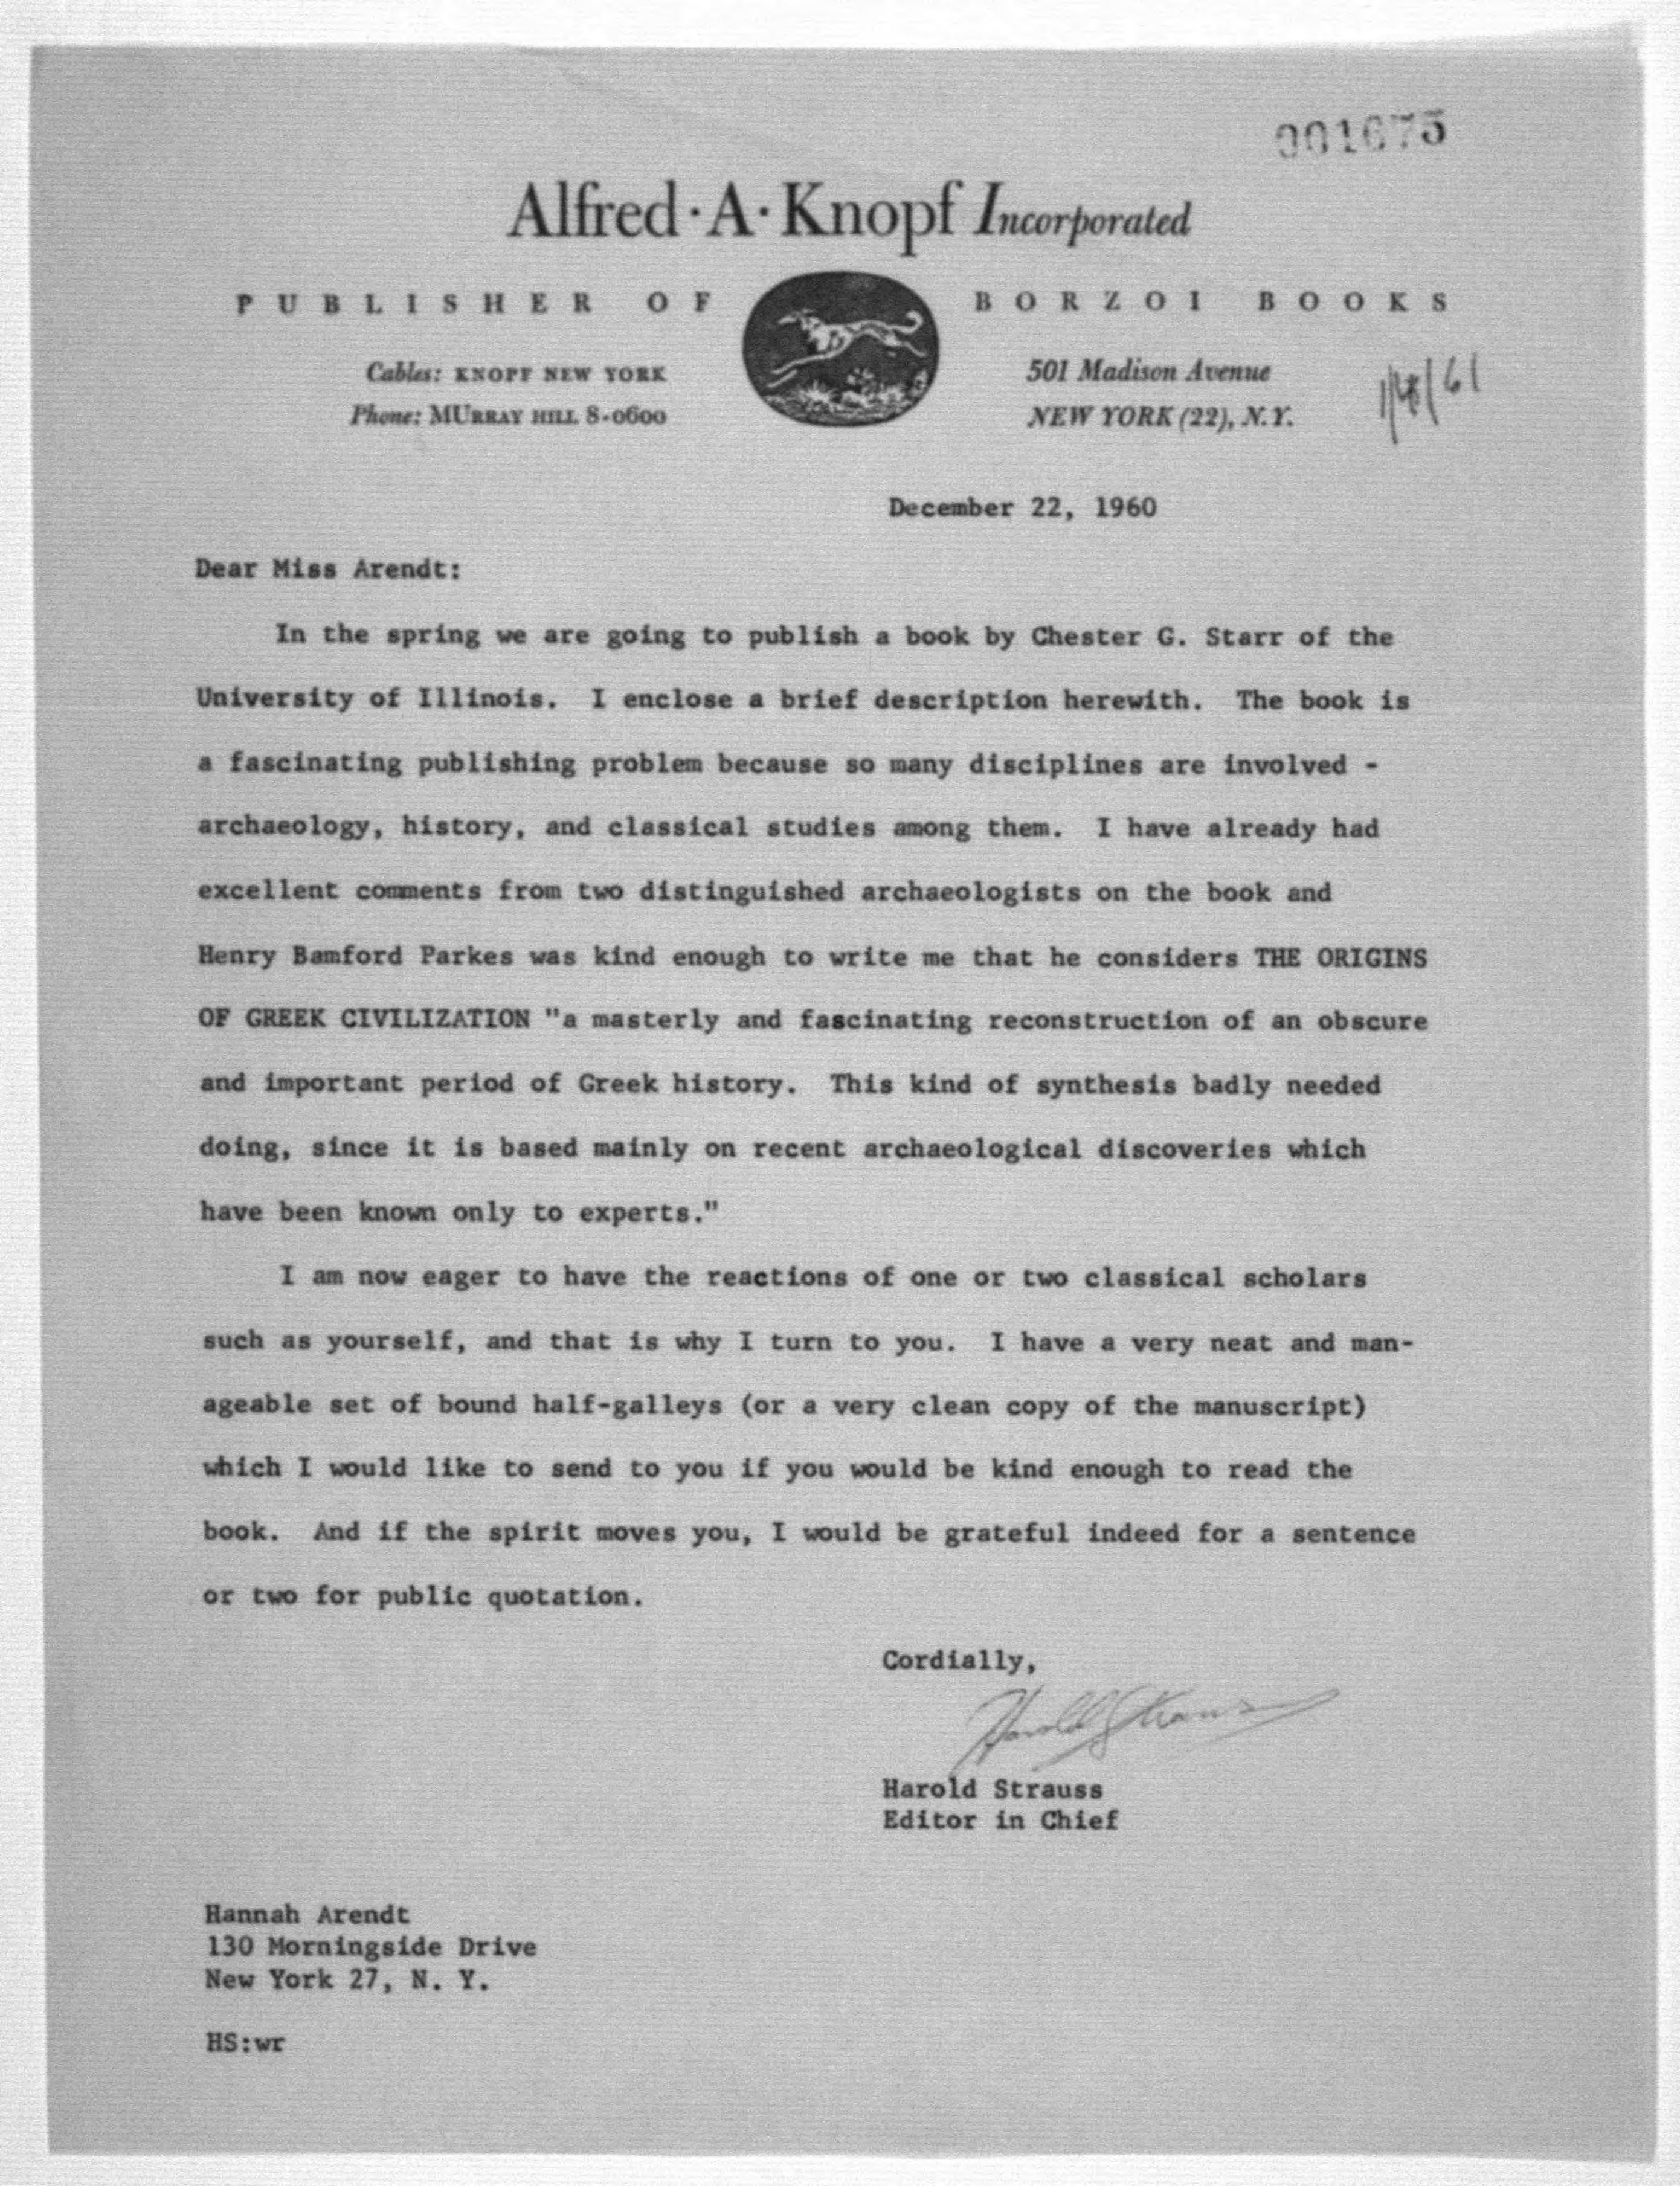 001675
Alfred · A · Knopf Incorporated
PUBLISHER OF BORZOI BOOKS
Cables: KNOPF NEW YORK
Phone: MURRAY HILL 8-0600
501 Madison Avenue
NEW YORK (22), N.Y.
December 22, 1960
Dear Miss Arendt:
In the spring we are going to publish a book by Chester G. Starr of the
University of Illinois. I enclose a brief description herewith. The book is
a fascinating publishing problem because so many disciplines are involved -
archaeology, history, and classical studies among them. I have already had
excellent comments from two distinguished archaeologists on the book and
Henry Bamford Parkes was kind enough to write me that he considers THE ORIGINS
OF GREEK CIVILIZATION "a masterly and fascinating reconstruction of an obscure
and important period of Greek history. This kind of synthesis badly needed
doing, since it is based mainly on recent archaeological discoveries which
have been known only to experts."
I am now eager to have the reactions of one or two classical scholars
such as yourself, and that is why I turn to you. I have a very neat and man-
ageable set of bound half-galleys (or a very clean copy of the manuscript)
which I would like to send to you if you would be kind enough to read the
book. And if the spirit moves you, I would be grateful indeed for a sentence
or two for public quotation.
Cordially,
Harold Strauss
Harold Strauss
Editor in Chief
Hannah Arendt
130 Morningside Drive
New York 27, N. Y.
HS:wr